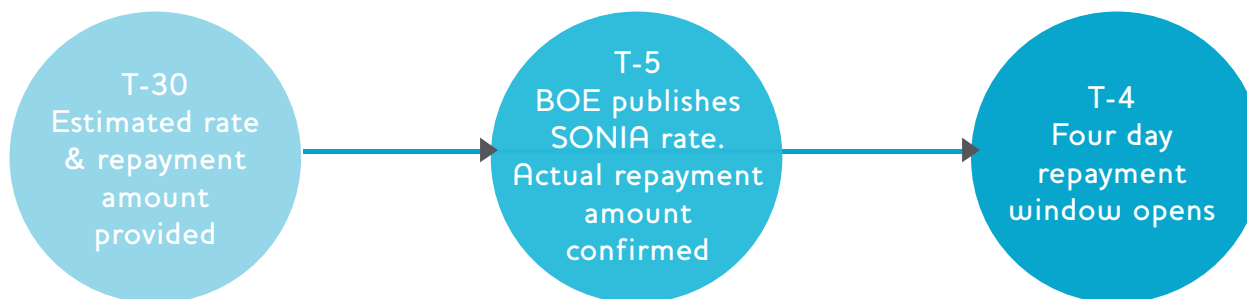 T-30
Estimated rate
& repayment
amount
provided
T-5
BOE publishes
SONIA rate.
Actual repayment
amount
confirmed
T-4
Four day
repayment
window opens